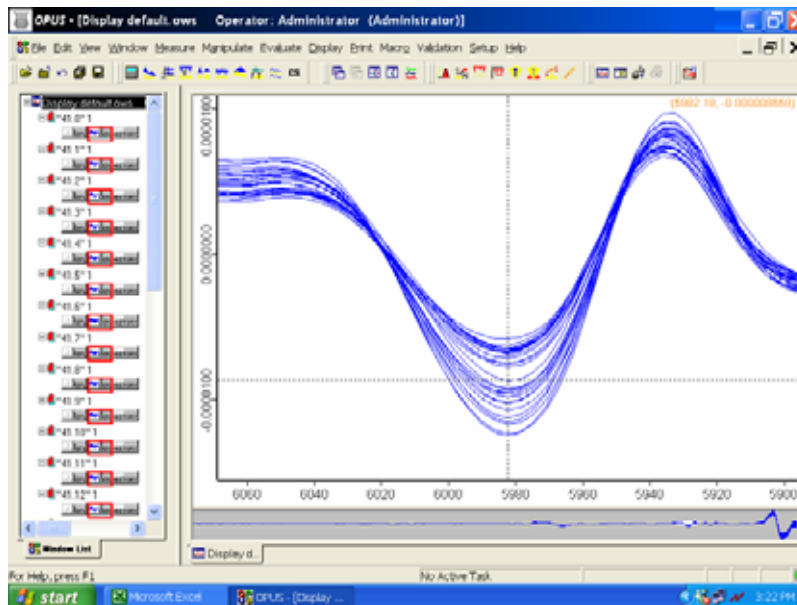 OPUS - [Display default.ows Operator: Administrator (Administrator)]
File Edit View Window Measure Manipulate Evaluate Display Print Macro Validation Setup Help
Display default.ows
"41.0" 1
"41.1" 1
"41.2" 1
"41.3" 1
"41.4" 1
"41.5" 1
"41.6" 1
"41.7" 1
"41.8" 1
"41.9" 1
"41.10" 1
"41.11" 1
"41.12" 1
Window List
0.0000100
0.0000000
-0.0000100
6060 6040 6020 6000 5980 5960 5940 5920 5900
Display d...
For Help, press F1
No Active Task
start
Microsoft Excel
OPUS - [Display ...
3:22 PM